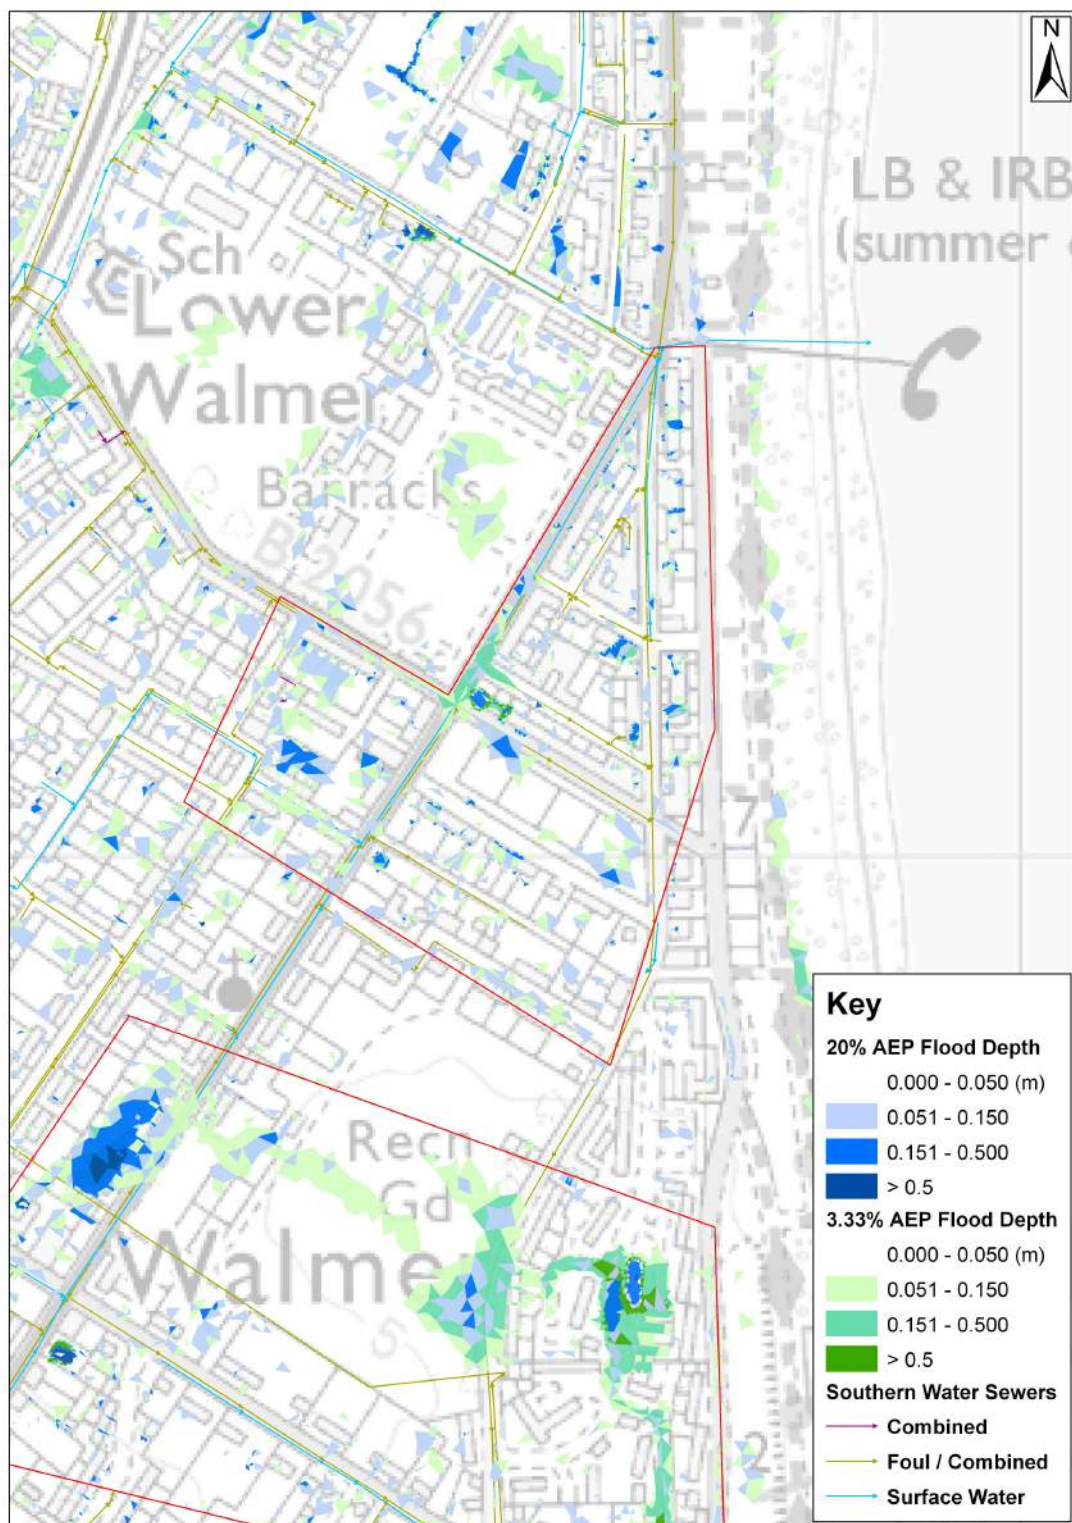 N
LB & IRB
(summer
Sch
Lower
Walmer
Barracks
B 2056
7
Recn
Gd
Walme
5
2
Key
20% AEP Flood Depth
0.000 - 0.050 (m)
0.051 - 0.150
0.151 - 0.500
> 0.5
3.33% AEP Flood Depth
0.000 - 0.050 (m)
0.051 - 0.150
0.151 - 0.500
> 0.5
Southern Water Sewers
Combined
Foul / Combined
Surface Water